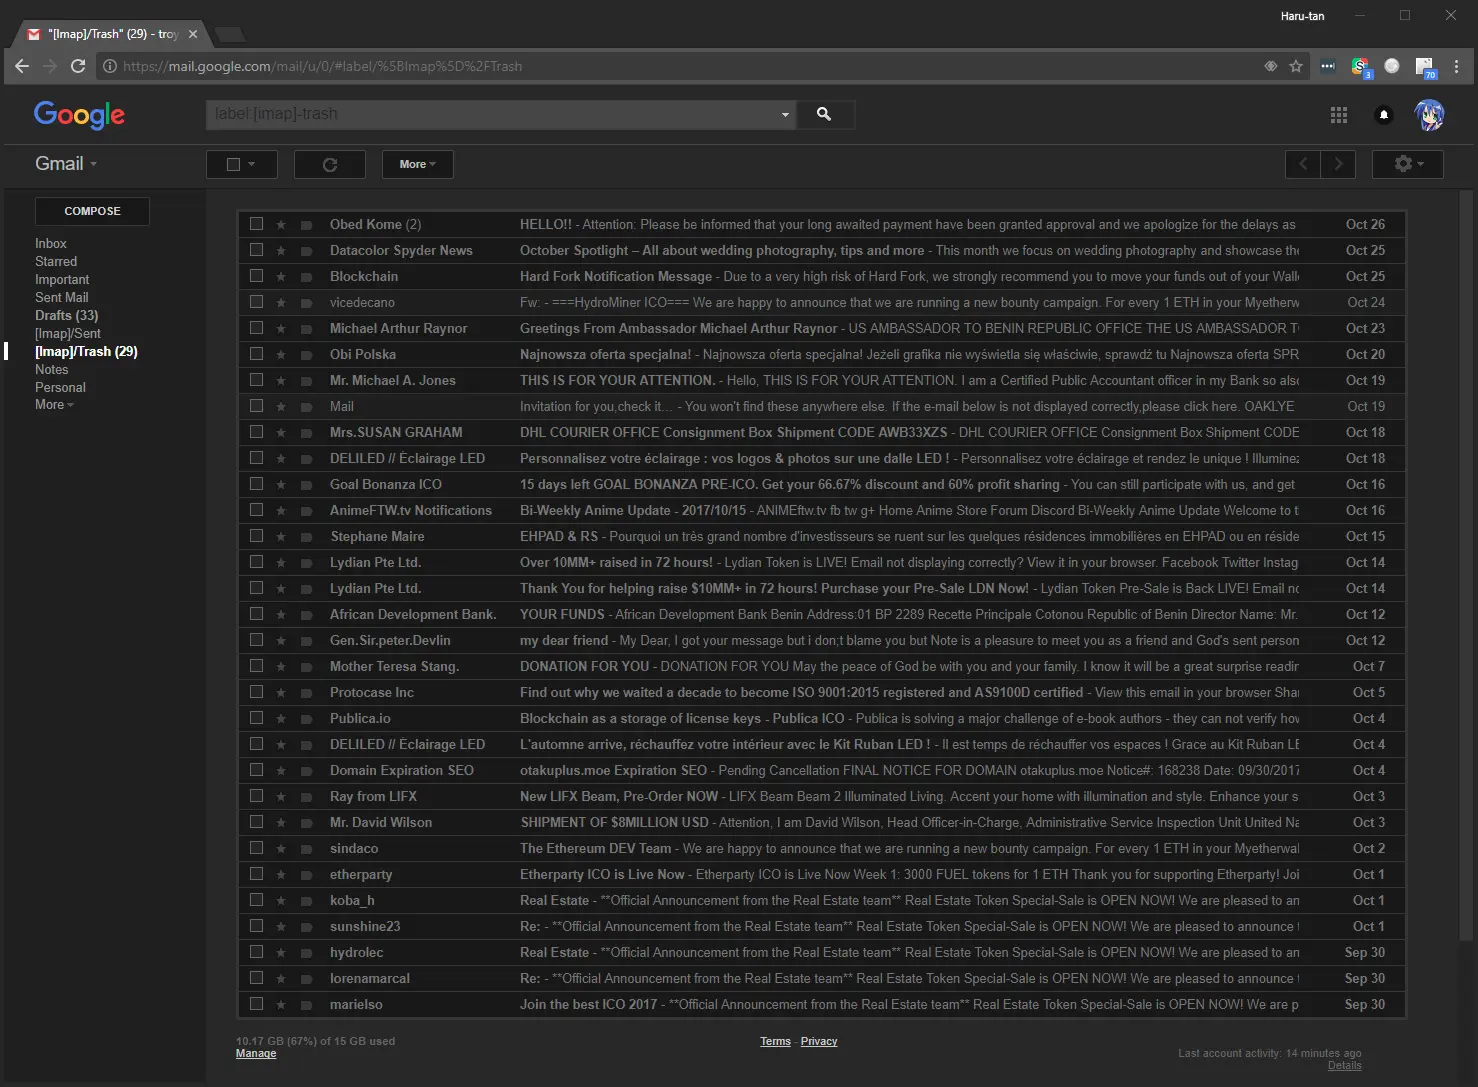 Haru-tan
"[Imap]/Trash" (29) - troy
https://mail.google.com/mail/u/0/#label/%5BImap%5D%2FTrash
3
70
Google
label:[imap]-trash
Gmail
More
COMPOSE
Inbox
Starred
Important
Sent Mail
Drafts (33)
[Imap]/Sent
[Imap]/Trash (29)
Notes
Personal
More
Obed Kome (2) HELLO!! - Attention: Please be informed that your long awaited payment have been granted approval and we apologize for the delays as Oct 26
Datacolor Spyder News October Spotlight – All about wedding photography, tips and more - This month we focus on wedding photography and showcase the Oct 25
Blockchain Hard Fork Notification Message - Due to a very high risk of Hard Fork, we strongly recommend you to move your funds out of your Walle Oct 25
vicedecano Fw: - ===HydroMiner ICO=== We are happy to announce that we are running a new bounty campaign. For every 1 ETH in your Myetherw Oct 24
Michael Arthur Raynor Greetings From Ambassador Michael Arthur Raynor - US AMBASSADOR TO BENIN REPUBLIC OFFICE THE US AMBASSADOR TO Oct 23
Obi Polska Najnowsza oferta specjalna! - Najnowsza oferta specjalna! Jeżeli grafika nie wyświetla się właściwie, sprawdź tu Najnowsza oferta SPR Oct 20
Mr. Michael A. Jones THIS IS FOR YOUR ATTENTION. - Hello, THIS IS FOR YOUR ATTENTION. I am a Certified Public Accountant officer in my Bank so also Oct 19
Mail Invitation for you,check it... - You won't find these anywhere else. If the e-mail below is not displayed correctly,please click here. OAKLYE Oct 19
Mrs.SUSAN GRAHAM DHL COURIER OFFICE Consignment Box Shipment CODE AWB33XZS - DHL COURIER OFFICE Consignment Box Shipment CODE Oct 18
DELILED // Éclairage LED Personnalisez votre éclairage : vos logos & photos sur une dalle LED ! - Personnalisez votre éclairage et rendez le unique ! Illuminez Oct 18
Goal Bonanza ICO 15 days left GOAL BONANZA PRE-ICO. Get your 66.67% discount and 60% profit sharing - You can still participate with us, and get Oct 16
AnimeFTW.tv Notifications Bi-Weekly Anime Update - 2017/10/15 - ANIMEftw.tv fb tw g+ Home Anime Store Forum Discord Bi-Weekly Anime Update Welcome to t Oct 16
Stephane Maire EHPAD & RS - Pourquoi un très grand nombre d'investisseurs se ruent sur les quelques résidences immobilières en EHPAD ou en réside Oct 15
Lydian Pte Ltd. Over 10MM+ raised in 72 hours! - Lydian Token is LIVE! Email not displaying correctly? View it in your browser. Facebook Twitter Instag Oct 14
Lydian Pte Ltd. Thank You for helping raise $10MM+ in 72 hours! Purchase your Pre-Sale LDN Now! - Lydian Token Pre-Sale is Back LIVE! Email no Oct 14
African Development Bank. YOUR FUNDS - African Development Bank Benin Address:01 BP 2289 Recette Principale Cotonou Republic of Benin Director Name: Mr. Oct 12
Gen.Sir.peter.Devlin my dear friend - My Dear, I got your message but i don;t blame you but Note is a pleasure to meet you as a friend and God's sent person Oct 12
Mother Teresa Stang. DONATION FOR YOU - DONATION FOR YOU May the peace of God be with you and your family. I know it will be a great surprise readin Oct 7
Protocase Inc Find out why we waited a decade to become ISO 9001:2015 registered and AS9100D certified - View this email in your browser Sha Oct 5
Publica.io Blockchain as a storage of license keys - Publica ICO - Publica is solving a major challenge of e-book authors - they can not verify how Oct 4
DELILED // Éclairage LED L'automne arrive, réchauffez votre intérieur avec le Kit Ruban LED ! - Il est temps de réchauffer vos espaces ! Grace au Kit Ruban LE Oct 4
Domain Expiration SEO otakuplus.moe Expiration SEO - Pending Cancellation FINAL NOTICE FOR DOMAIN otakuplus.moe Notice#: 168238 Date: 09/30/2017 Oct 4
Ray from LIFX New LIFX Beam, Pre-Order NOW - LIFX Beam Beam 2 Illuminated Living. Accent your home with illumination and style. Enhance your s Oct 3
Mr. David Wilson SHIPMENT OF $8MILLION USD - Attention, I am David Wilson, Head Officer-in-Charge, Administrative Service Inspection Unit United Na Oct 3
sindaco The Ethereum DEV Team - We are happy to announce that we are running a new bounty campaign. For every 1 ETH in your Myetherwal Oct 2
etherparty Etherparty ICO is Live Now - Etherparty ICO is Live Now Week 1: 3000 FUEL tokens for 1 ETH Thank you for supporting Etherparty! Joi Oct 1
koba_h Real Estate - **Official Announcement from the Real Estate team** Real Estate Token Special-Sale is OPEN NOW! We are pleased to an Oct 1
sunshine23 Re: - **Official Announcement from the Real Estate team** Real Estate Token Special-Sale is OPEN NOW! We are pleased to announce t Oct 1
hydrolec Real Estate - **Official Announcement from the Real Estate team** Real Estate Token Special-Sale is OPEN NOW! We are pleased to an Sep 30
lorenamarcal Re: - **Official Announcement from the Real Estate team** Real Estate Token Special-Sale is OPEN NOW! We are pleased to announce t Sep 30
marielso Join the best ICO 2017 - **Official Announcement from the Real Estate team** Real Estate Token Special-Sale is OPEN NOW! We are p Sep 30
10.17 GB (67%) of 15 GB used
Manage
Terms - Privacy
Last account activity: 14 minutes ago
Details